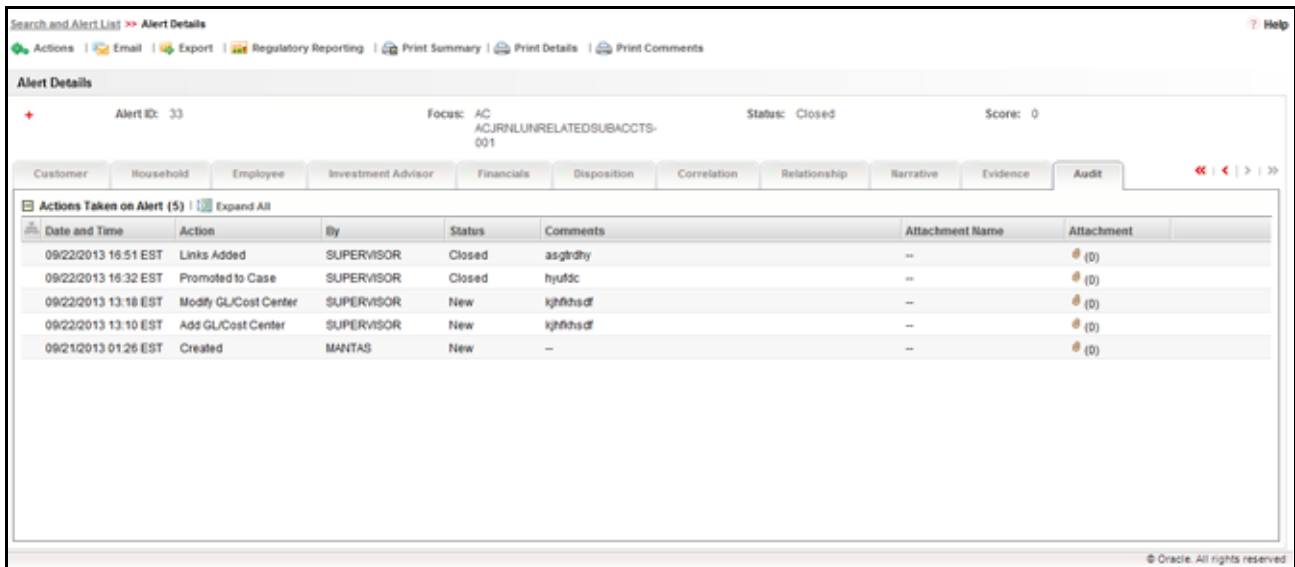 Search and Alert List >> Alert Details ? Help
Actions | Email | Export | Regulatory Reporting | Print Summary | Print Details | Print Comments
Alert Details
+ Alert ID: 33 Focus: AC Status: Closed Score: 0
ACJRNLUNRELATEDSUBACCTS-
001
Customer Household Employee Investment Advisor Financials Disposition Correlation Relationship Narrative Evidence Audit
Actions Taken on Alert (5) | Expand All
Date and Time Action By Status Comments Attachment Name Attachment
09/22/2013 16:51 EST Links Added SUPERVISOR Closed asgtrdhy -- (0)
09/22/2013 16:32 EST Promoted to Case SUPERVISOR Closed hyufdc -- (0)
09/22/2013 13:18 EST Modify GL/Cost Center SUPERVISOR New kjhfkhsdf -- (0)
09/22/2013 13:10 EST Add GL/Cost Center SUPERVISOR New kjhfkhsdf -- (0)
09/21/2013 01:26 EST Created MANTAS New -- -- (0)
© Oracle. All rights reserved